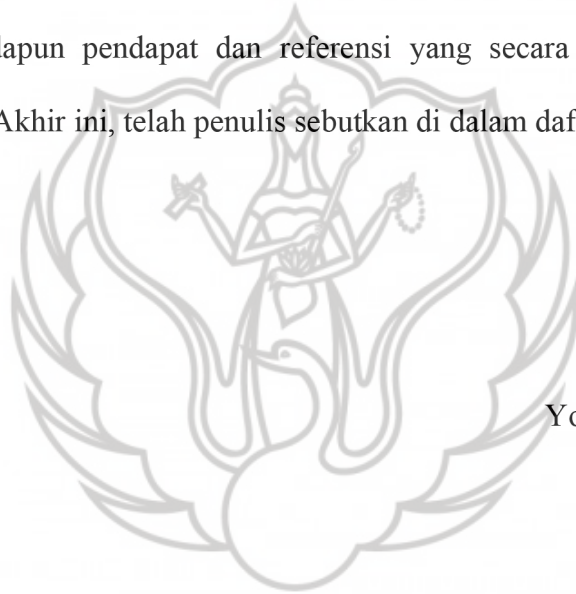 dapun pendapat dan referensi yang secara
Akhir ini, telah penulis sebutkan di dalam daf
Yo